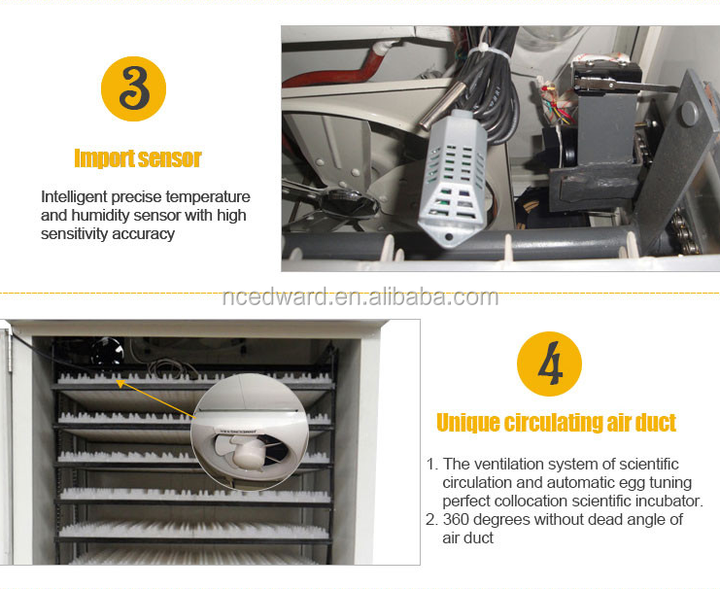 3
Import sensor
Intelligent precise temperature
and humidity sensor with high
sensitivity accuracy
ncedward.en.alibaba.com
4
Unique circulating air duct
1. The ventilation system of scientific
circulation and automatic egg tuning
perfect collocation scientific incubator.
2. 360 degrees without dead angle of
air duct